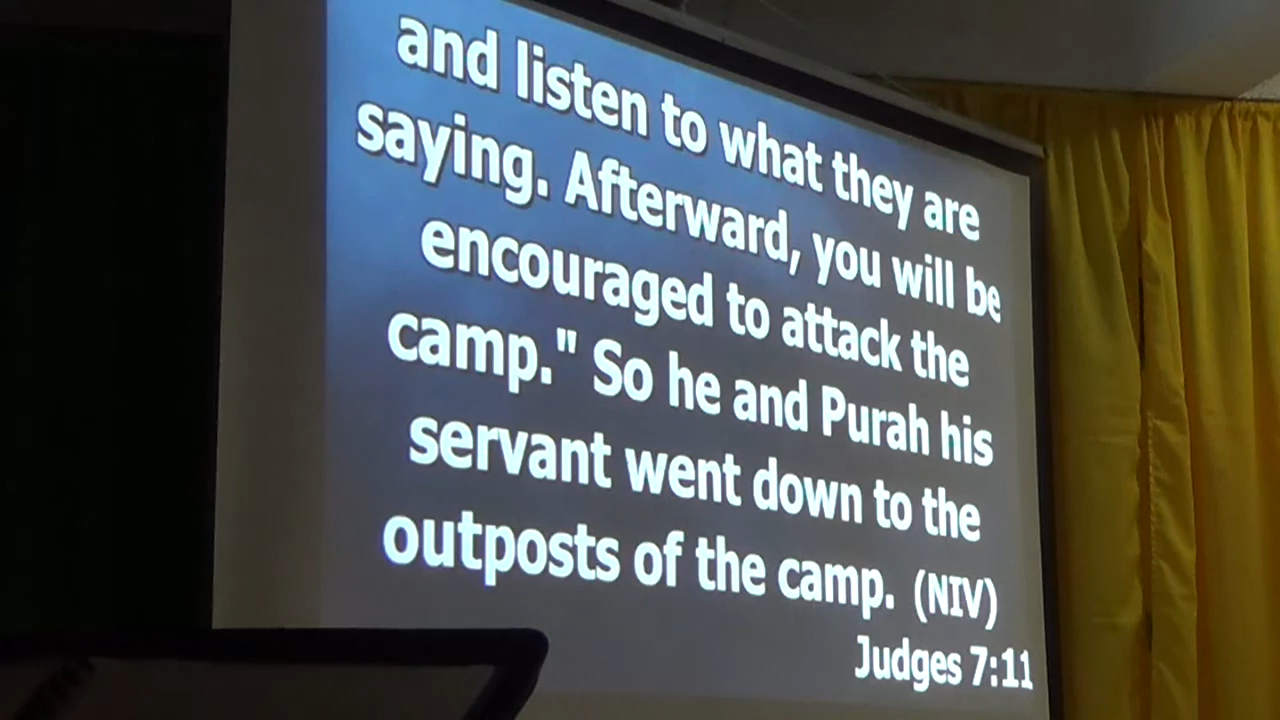 and listen to what they are
saying. Afterward, you will be
encouraged to attack the
camp." So he and Purah his
servant went down to the
outposts of the camp. (NIV)
Judges 7:11